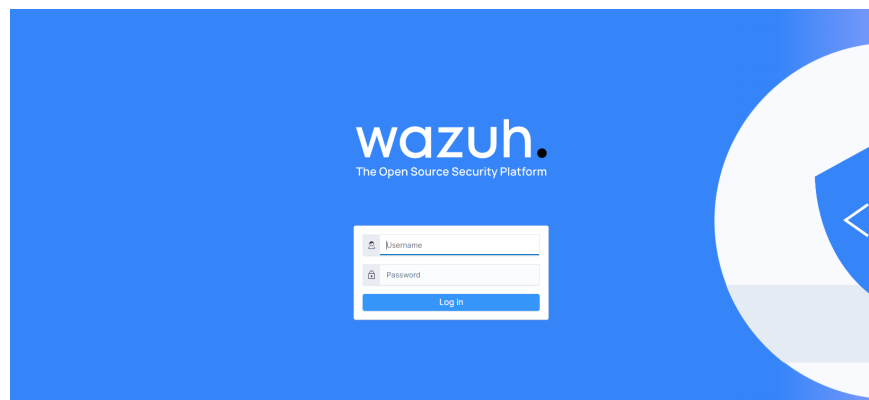 wazuh.
The Open Source Security Platform
Username
Password
Log in